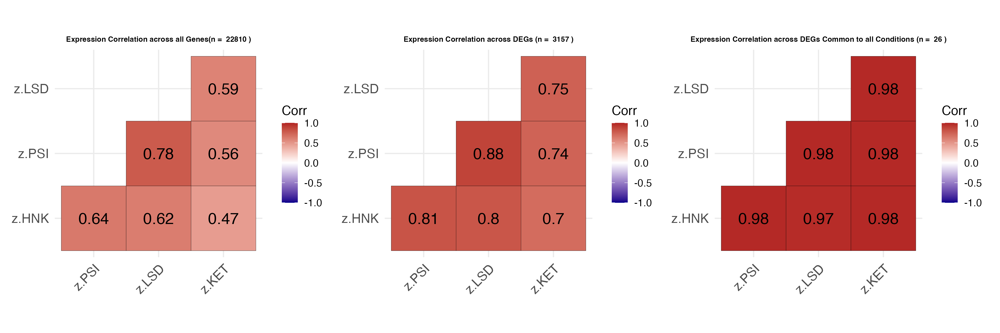 Expression Correlation across all Genes(n =  22810 )
z.LSD
z.PSI
z.HNK
0.59
0.78
0.56
0.64
0.62
0.47
z.PSI
z.LSD
z.KET
Corr
1.0
0.5
0.0
-0.5
-1.0
Expression Correlation across DEGs (n =  3157 )
z.LSD
z.PSI
z.HNK
0.75
0.88
0.74
0.81
0.8
0.7
z.PSI
z.LSD
z.KET
Corr
1.0
0.5
0.0
-0.5
-1.0
Expression Correlation across DEGs Common to all Conditions (n =  26 )
z.LSD
z.PSI
z.HNK
0.98
0.98
0.98
0.98
0.97
0.98
z.PSI
z.LSD
z.KET
Corr
1.0
0.5
0.0
-0.5
-1.0